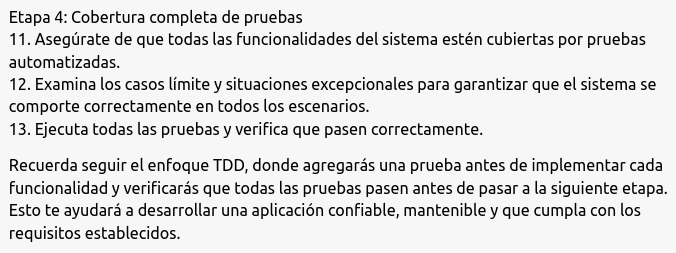 Etapa 4: Cobertura completa de pruebas
11. Asegúrate de que todas las funcionalidades del sistema estén cubiertas por pruebas
automatizadas.
12. Examina los casos límite y situaciones excepcionales para garantizar que el sistema se
comporte correctamente en todos los escenarios.
13. Ejecuta todas las pruebas y verifica que pasen correctamente.
Recuerda seguir el enfoque TDD, donde agregarás una prueba antes de implementar cada
funcionalidad y verificarás que todas las pruebas pasen antes de pasar a la siguiente etapa.
Esto te ayudará a desarrollar una aplicación confiable, mantenible y que cumpla con los
requisitos establecidos.